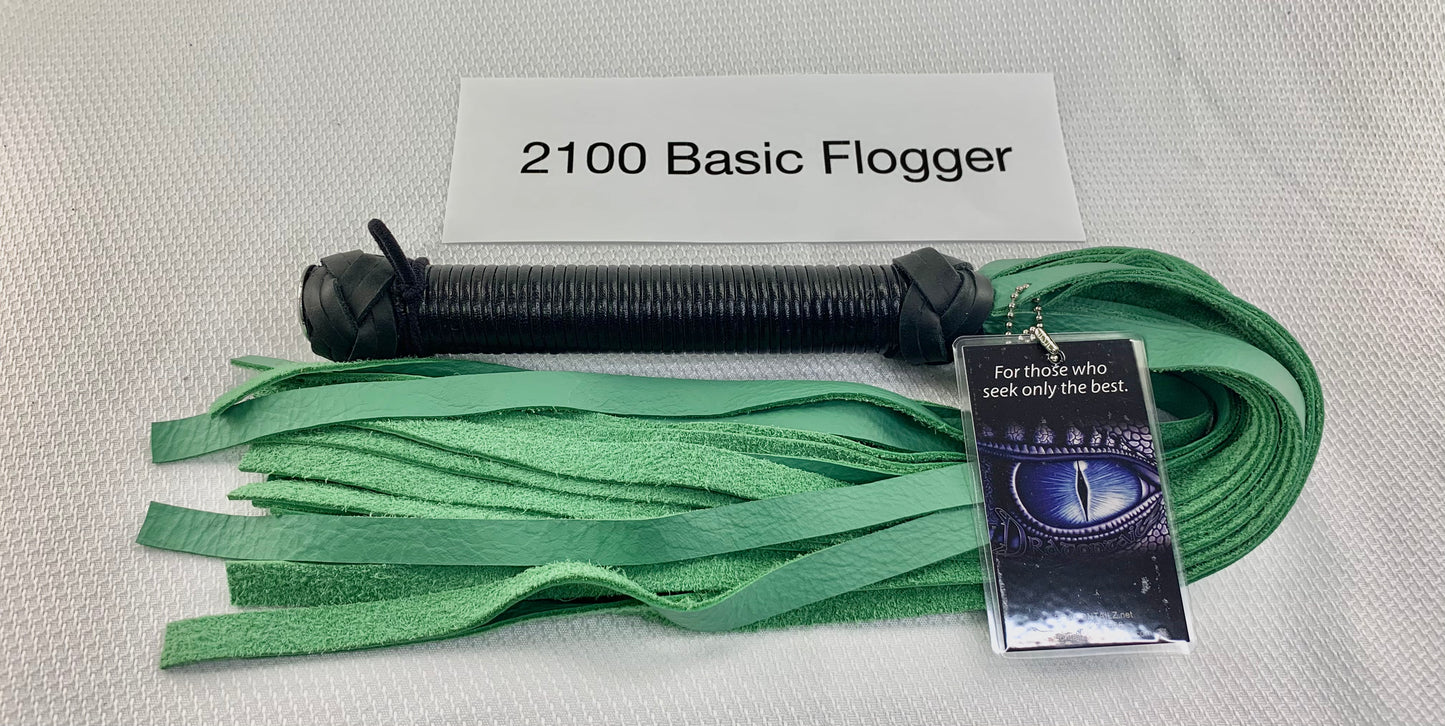 2100 Basic Flogger
For those who
seek only the best.